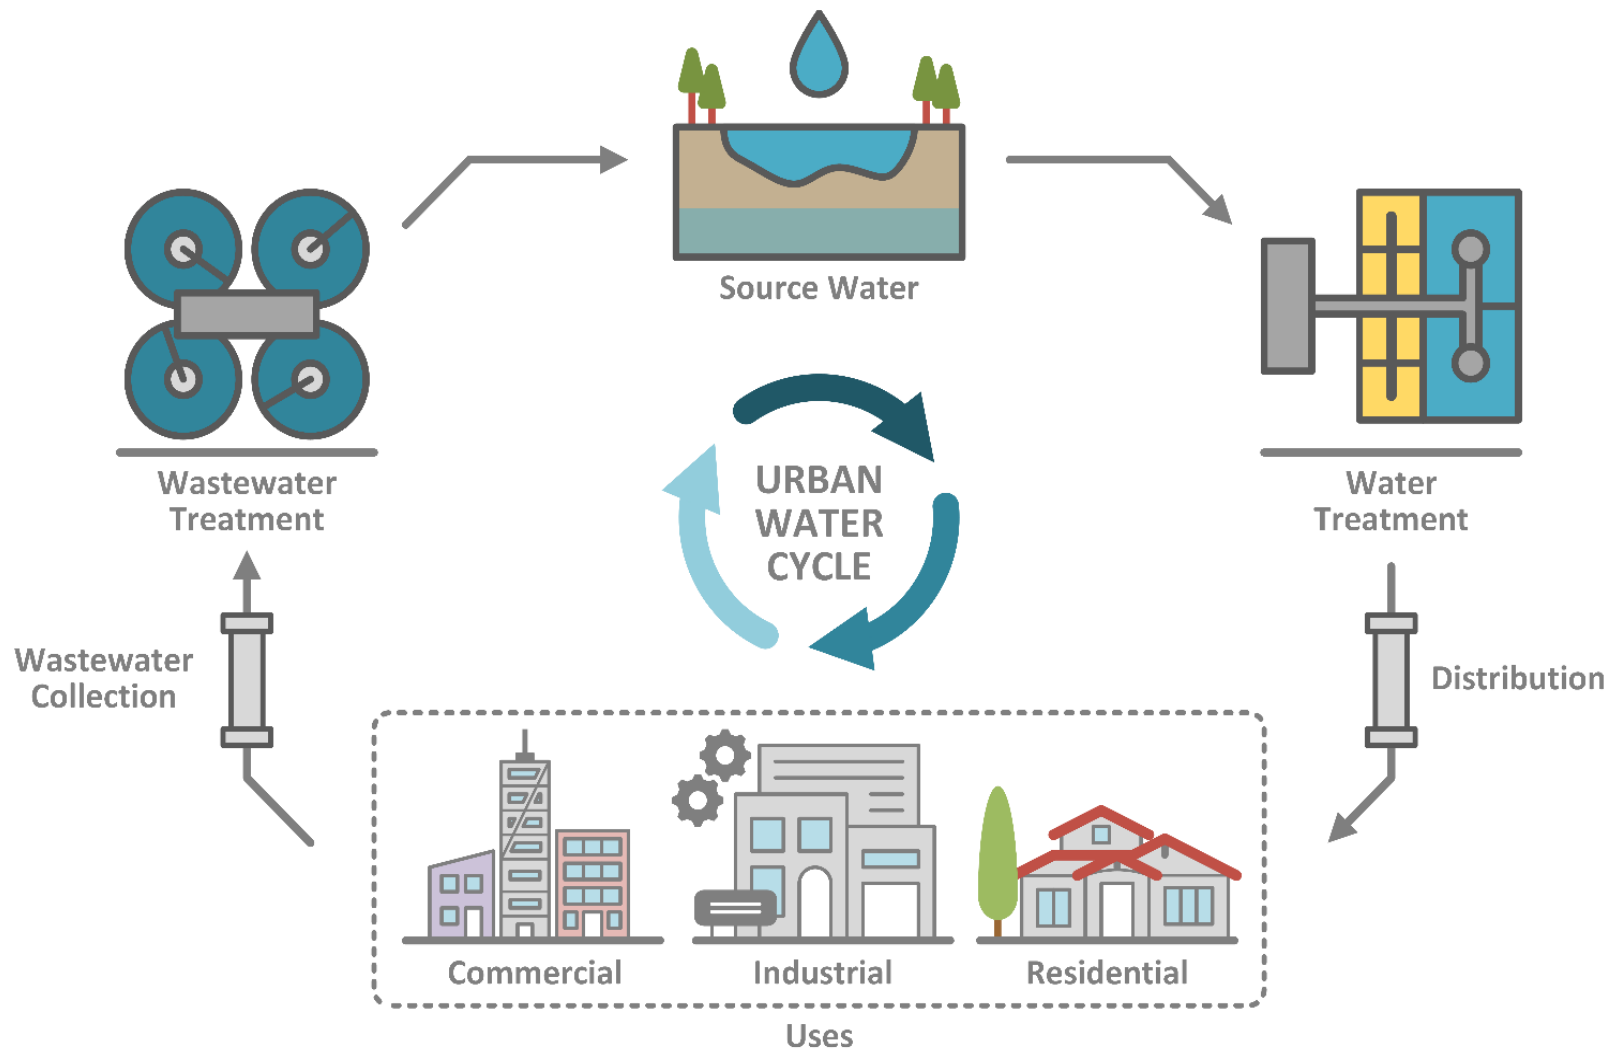 Source Water
Wastewater
Treatment
Water
Treatment
URBAN
WATER
CYCLE
Wastewater
Collection
Distribution
Commercial
Industrial
Residential
Uses